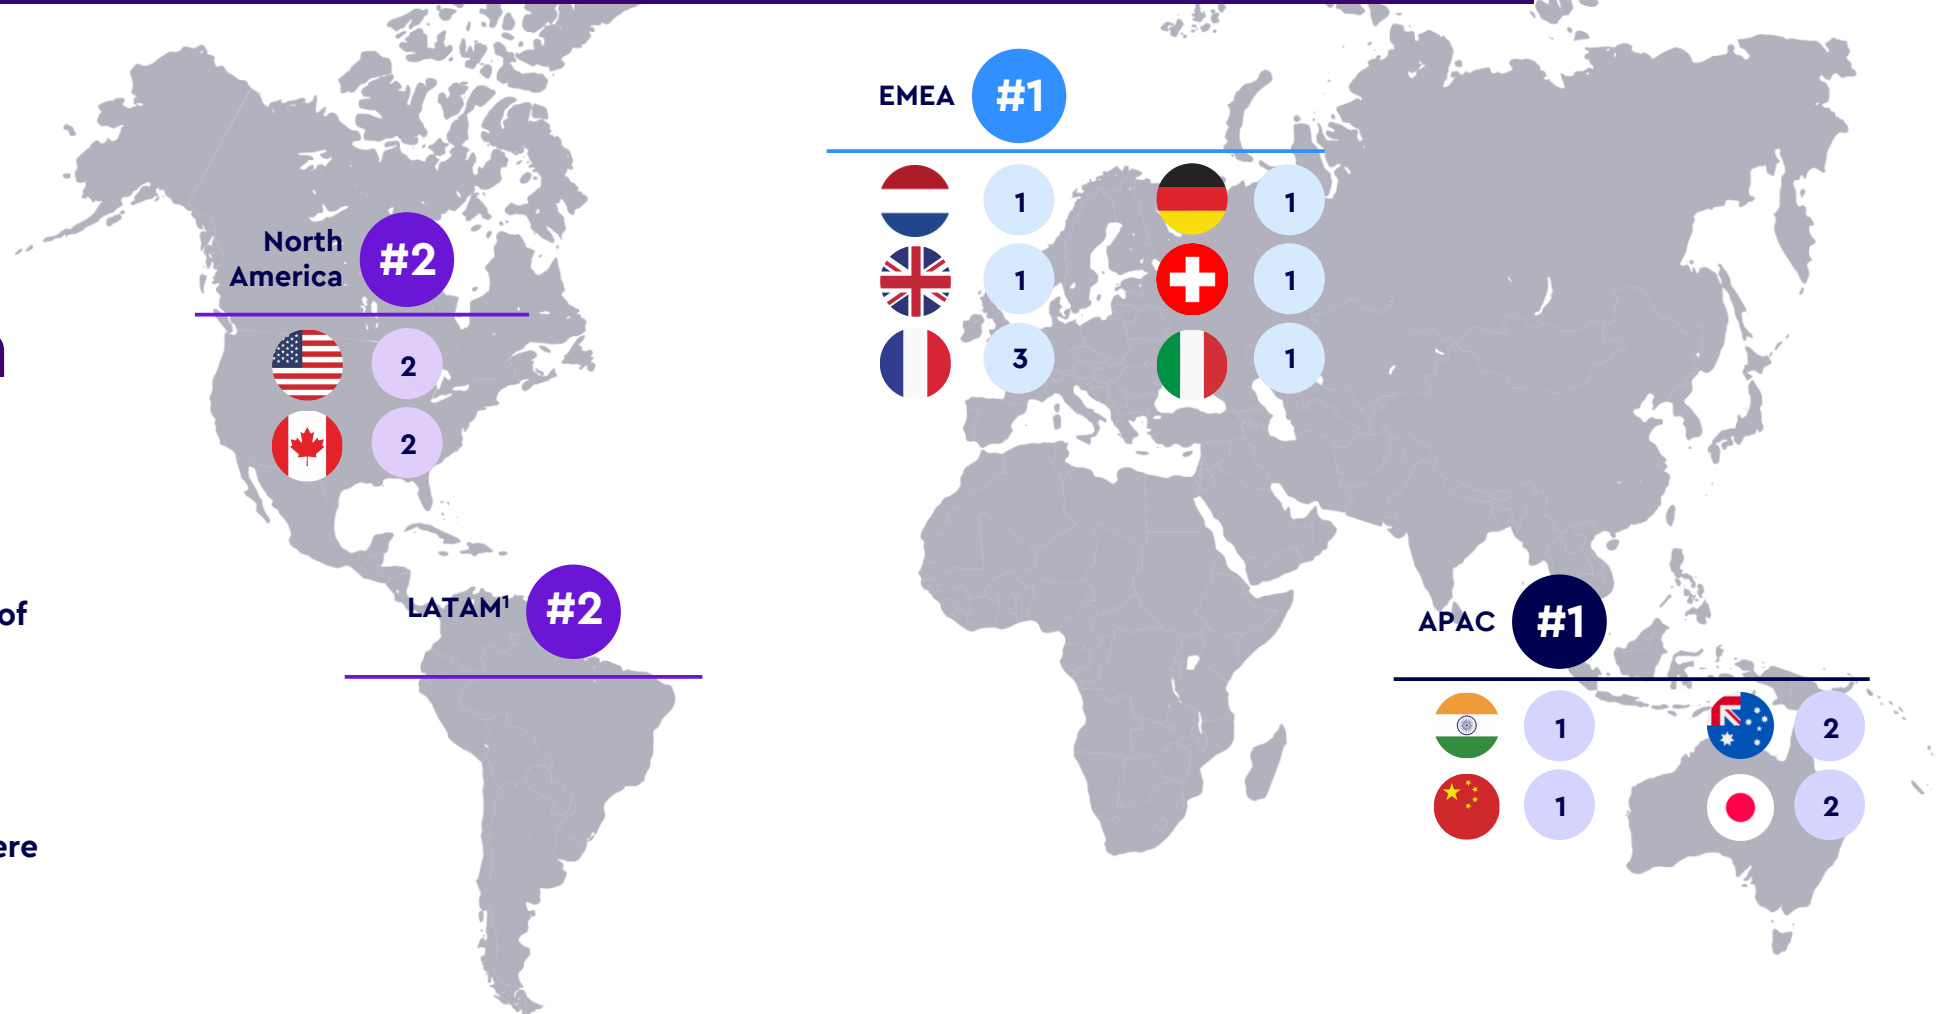 EMEA #1
1 1
1 1
3 1
North
America
#2
2
2
of
LATAM¹ #2
APAC #1
1 2
1 2
ere